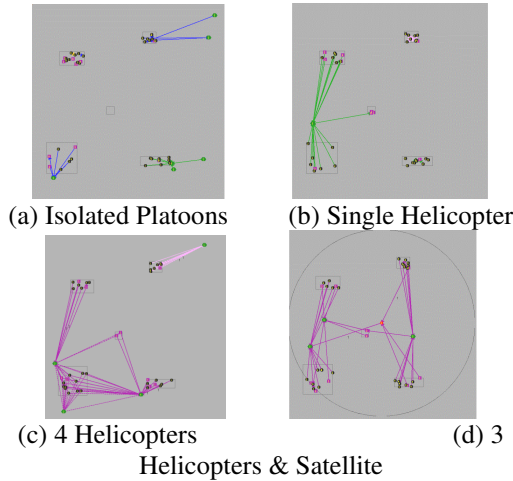 (a) Isolated Platoons (b) Single Helicopter
(c) 4 Helicopters (d) 3
Helicopters & Satellite